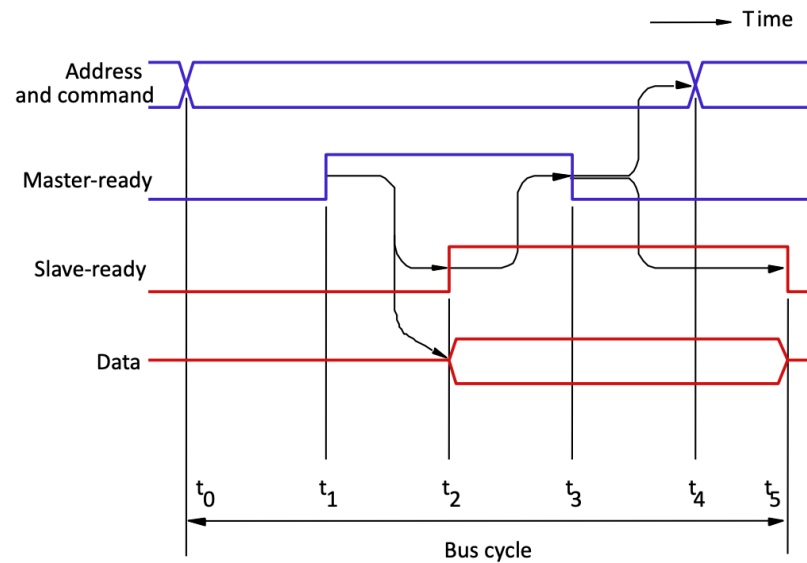 Time
Address
and command
Master-ready
Slave-ready
Data
t0 t1 t2 t3 t4 t5
Bus cycle